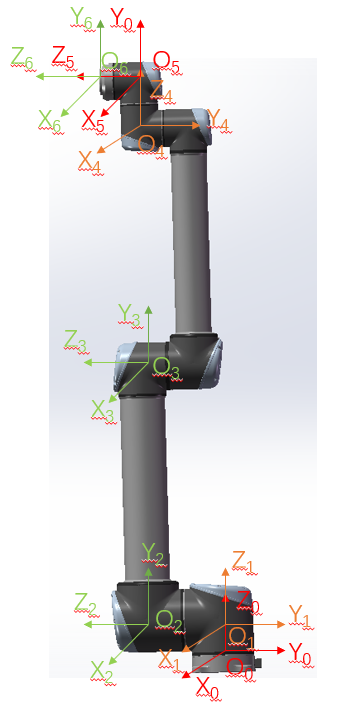 Y6 Y0
Z6 Z5 O6 O5
Z4
X6 X5 Y4
X4 O4
Y3
Z3 O3
X3
Y2 Z1
Z2 O2 Z0 Y1
O
X2 X1 O0 Y0
X0